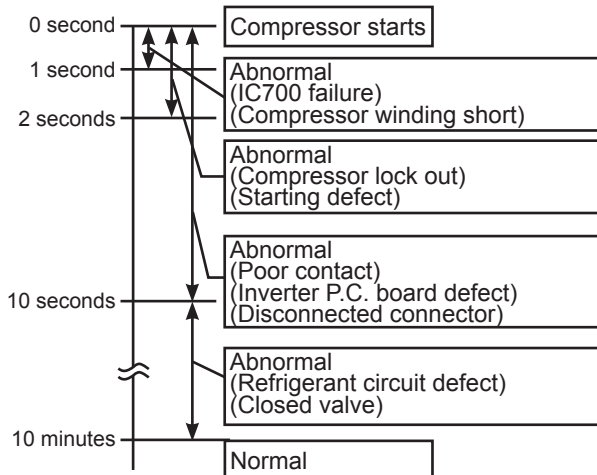 0 second
Compressor starts
1 second
Abnormal
(IC700 failure)
(Compressor winding short)
2 seconds
Abnormal
(Compressor lock out)
(Starting defect)
Abnormal
(Poor contact)
(Inverter P.C. board defect)
(Disconnected connector)
10 seconds
Abnormal
(Refrigerant circuit defect)
(Closed valve)
10 minutes
Normal